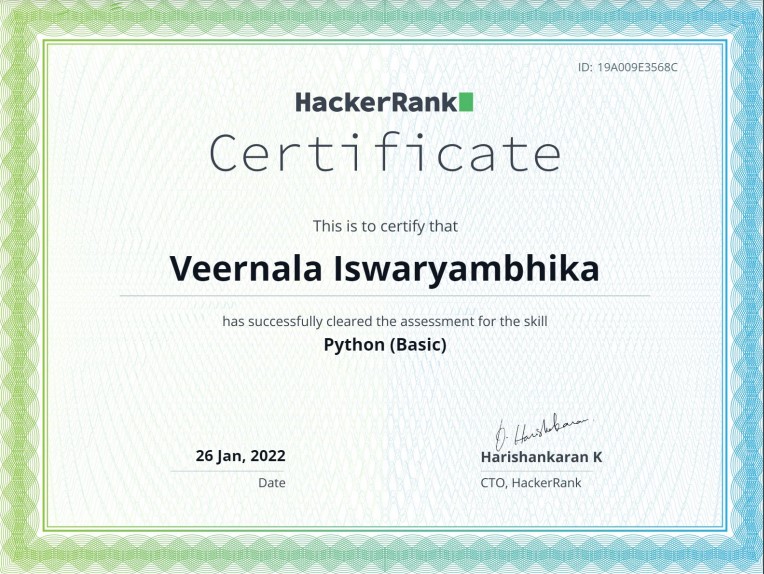 ID: 19A009E3568C
HackerRank
Certificate
This is to certify that
Veernala Iswaryambhika
has successfully cleared the assessment for the skill
Python (Basic)
26 Jan, 2022
Date
Harishankaran K
CTO, HackerRank